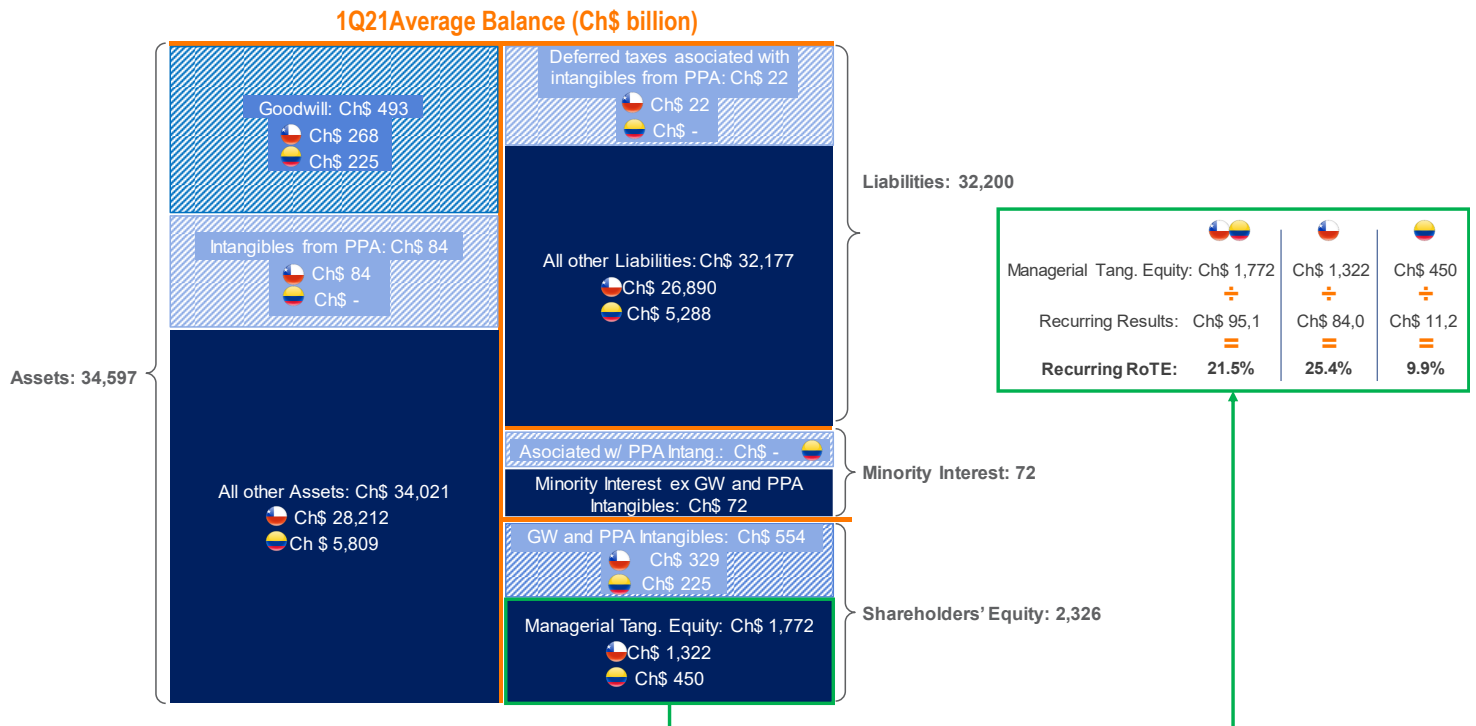 1Q21Average Balance (Ch$ billion)
Assets: 34,597
Goodwill: Ch$ 493
Ch$ 268
Ch$ 225
Intangibles from PPA: Ch$ 84
Ch$ 84
Ch$ -
All other Assets: Ch$ 34,021
Ch$ 28,212
Ch $ 5,809
Deferred taxes asociated with
intangibles from PPA: Ch$ 22
Ch$ 22
Ch$ -
All other Liabilities: Ch$ 32,177
Ch$ 26,890
Ch$ 5,288
Asociated w/ PPA Intang.: Ch$ -
Minority Interest ex GW and PPA
Intangibles: Ch$ 72
GW and PPA Intangibles: Ch$ 554
Ch$ 329
Ch$ 225
Managerial Tang. Equity: Ch$ 1,772
Ch$ 1,322
Ch$ 450
Liabilities: 32,200
Minority Interest: 72
Shareholders’ Equity: 2,326
Managerial Tang. Equity: Ch$ 1,772 Ch$ 1,322 Ch$ 450
÷ ÷ ÷
Recurring Results: Ch$ 95,1 Ch$ 84,0 Ch$ 11,2
= = =
Recurring RoTE: 21.5% 25.4% 9.9%